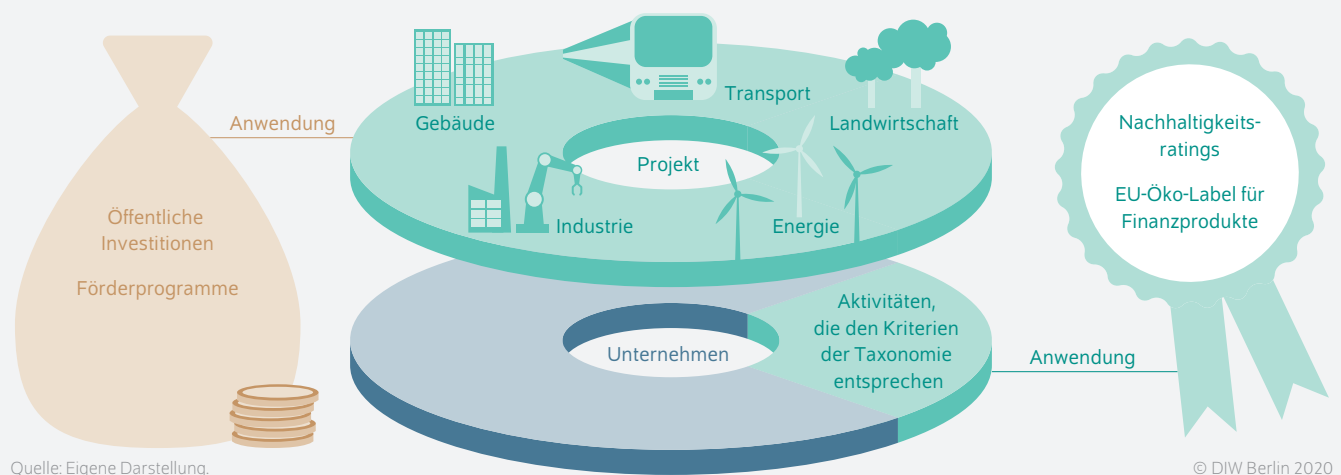 Anwendung
Öffentliche
Investitionen
Förderprogramme
Gebäude
Transport
Landwirtschaft
Projekt
Industrie
Energie
Unternehmen
Aktivitäten,
die den Kriterien
der Taxonomie
entsprechen
Anwendung
Nachhaltigkeits-
ratings
EU-Öko-Label für
Finanzprodukte
Quelle: Eigene Darstellung.
© DIW Berlin 2020